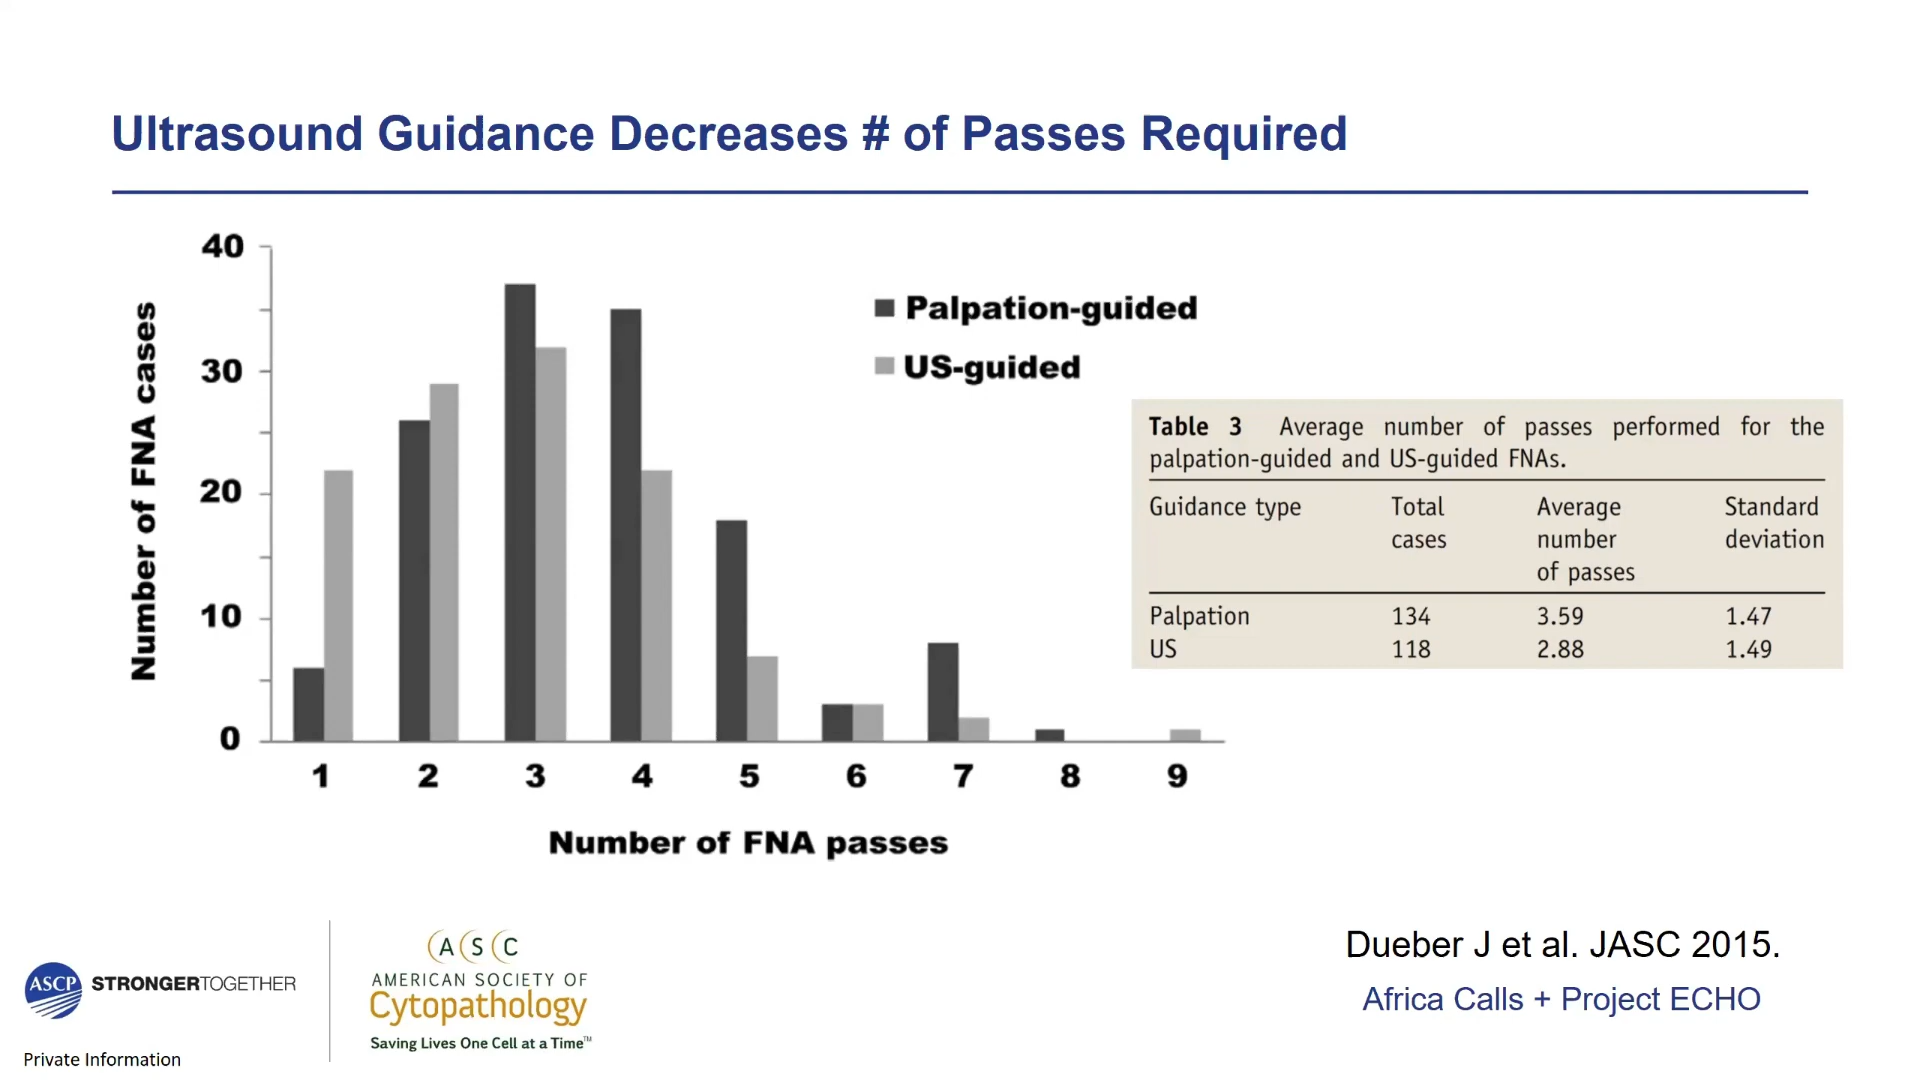 Ultrasound Guidance Decreases # of Passes Required
Number of FNA cases
40
30
20
10
0
Palpation-guided
US-guided
1 2 3 4 5 6 7 8 9
Number of FNA passes
Table 3 Average number of passes performed for the
palpation-guided and US-guided FNAs.
Guidance type Total Average Standard
cases number deviation
of passes
Palpation 134 3.59 1.47
US 118 2.88 1.49
ASCP STRONGERTOGETHER
Private Information
A S C
AMERICAN SOCIETY OF
Cytopathology
Saving Lives One Cell at a Time™
Dueber J et al. JASC 2015.
Africa Calls + Project ECHO